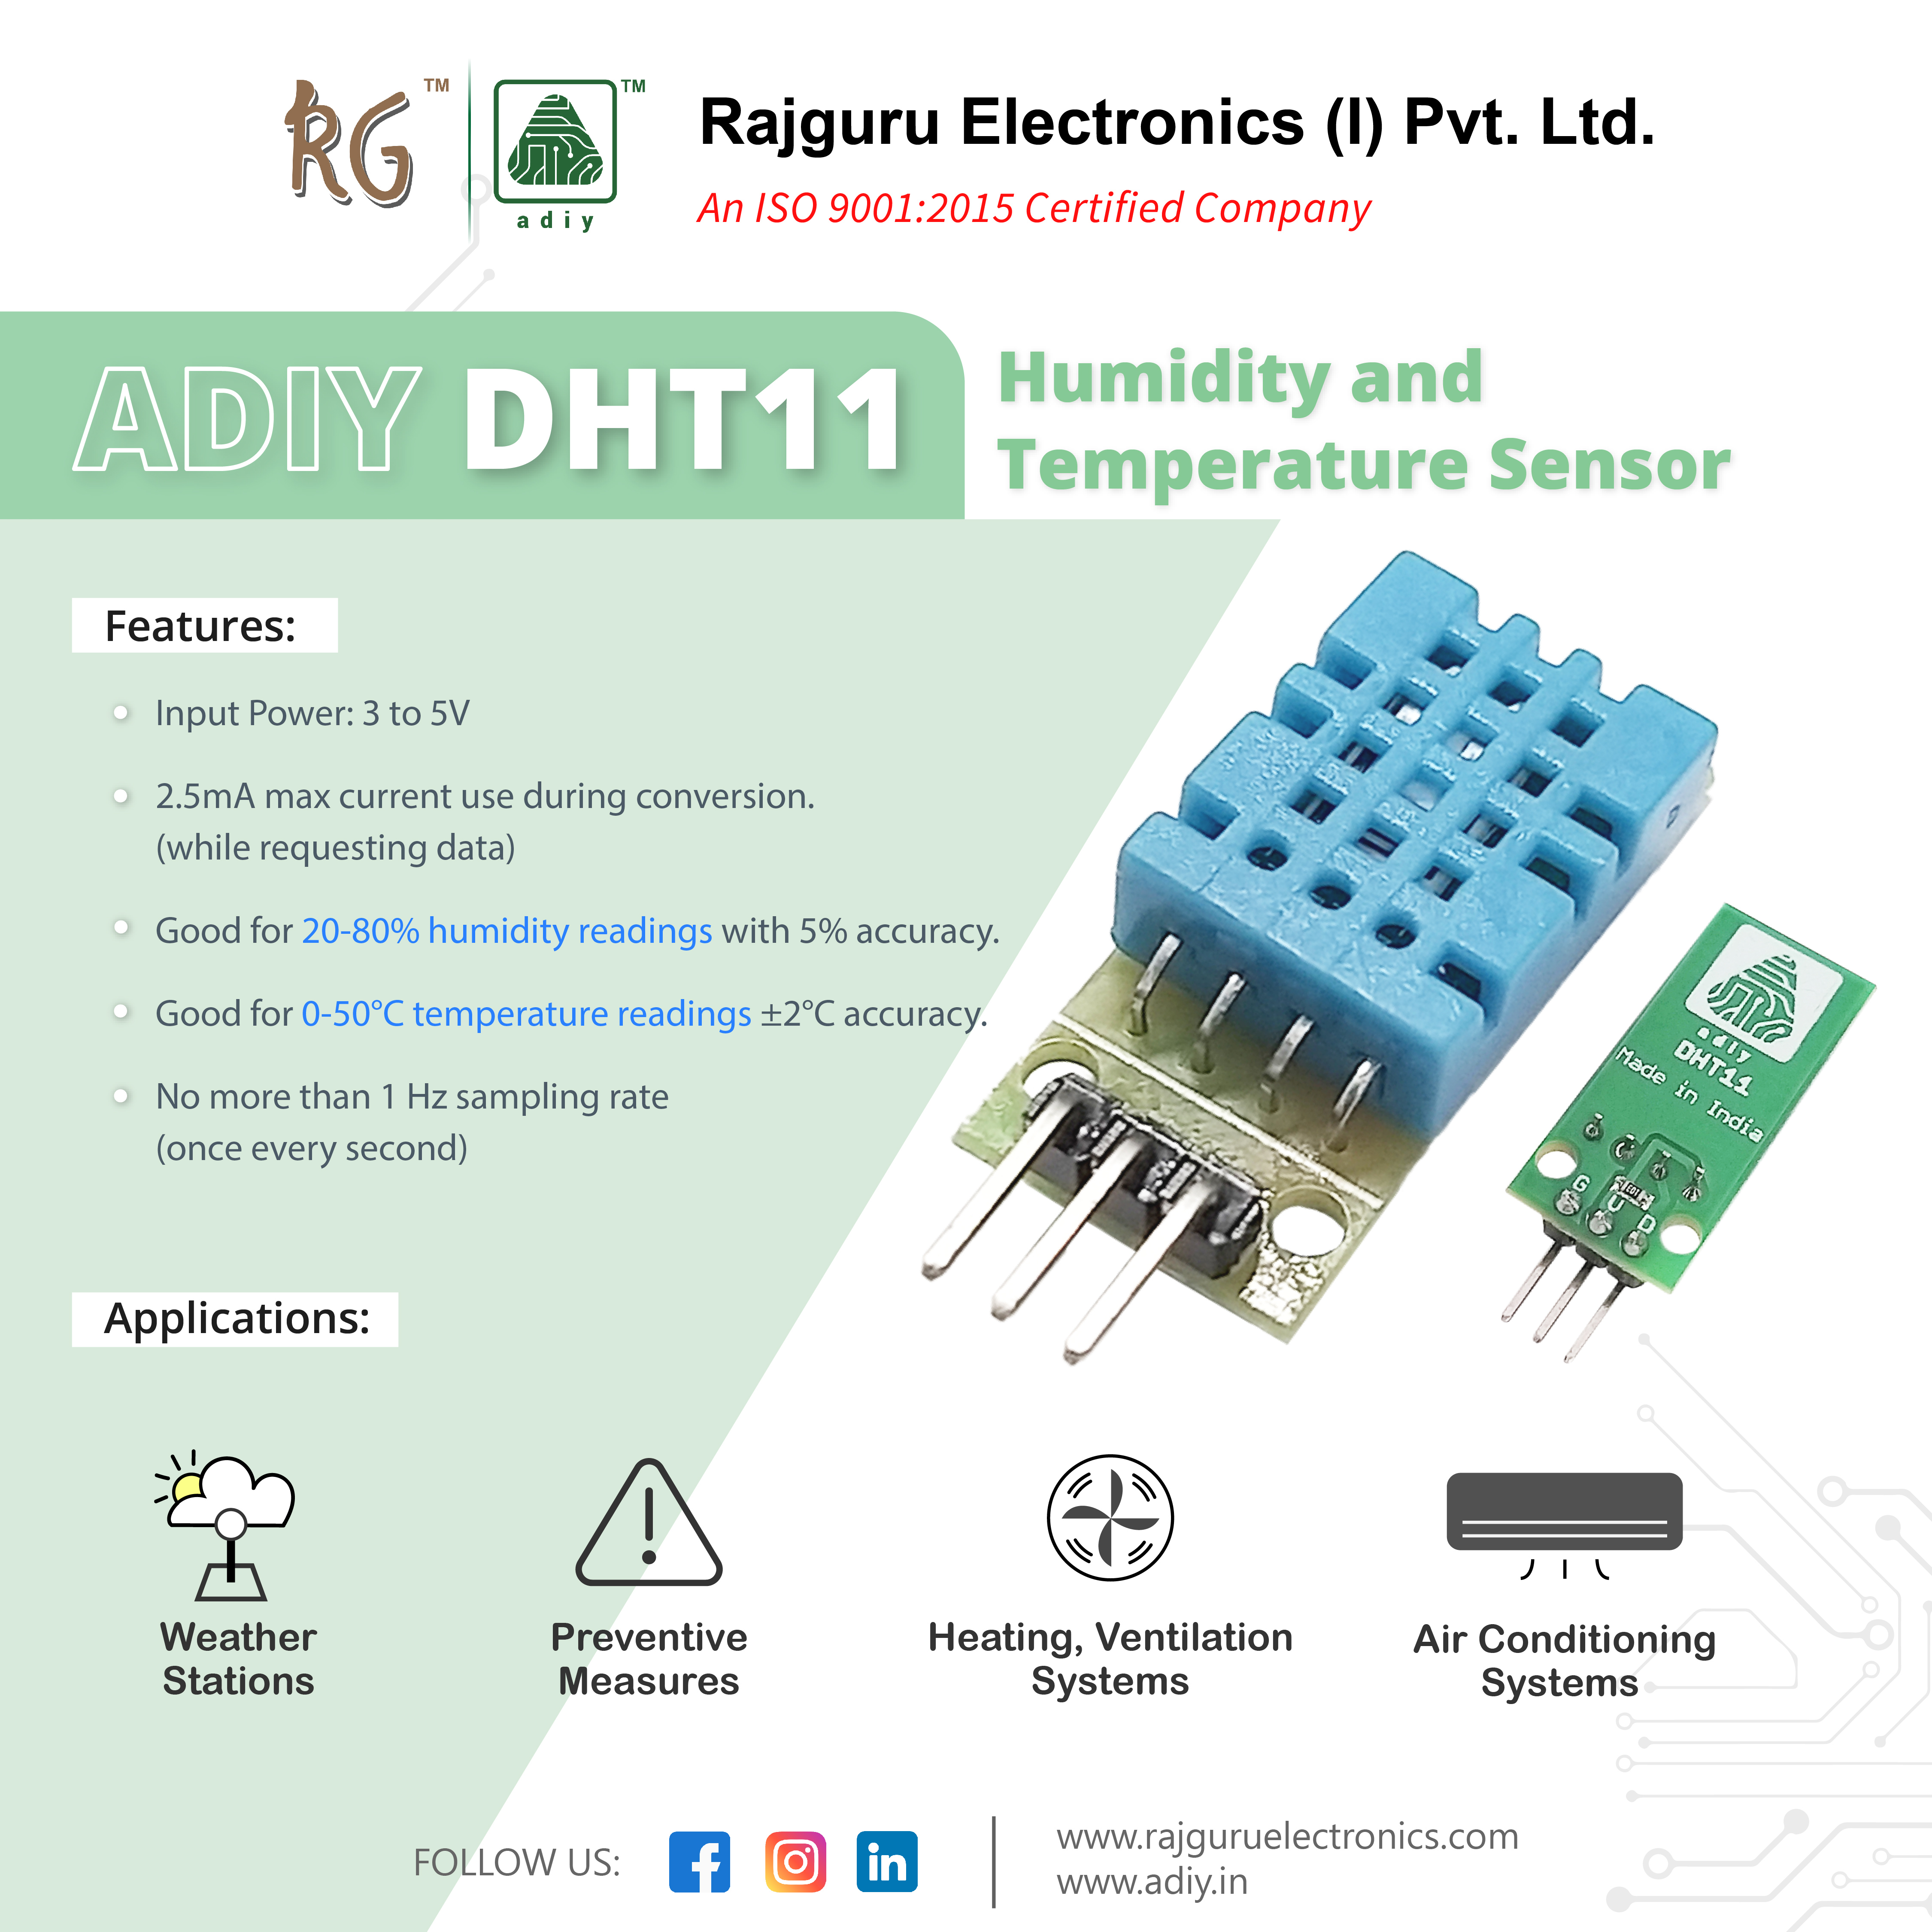 RG™
™
adiy
Rajguru Electronics (I) Pvt. Ltd.
An ISO 9001:2015 Certified Company
ADIY DHT11
Humidity and
Temperature Sensor
Features:
Input Power: 3 to 5V
2.5mA max current use during conversion.
(while requesting data)
Good for 20-80% humidity readings with 5% accuracy.
Good for 0-50°C temperature readings ±2°C accuracy.
No more than 1 Hz sampling rate
(once every second)
adiy
DHT11
Made in India
G U D
Applications:
Weather
Stations
Preventive
Measures
Heating, Ventilation
Systems
Air Conditioning
Systems
FOLLOW US:
f
in
www.rajguruelectronics.com
www.adiy.in